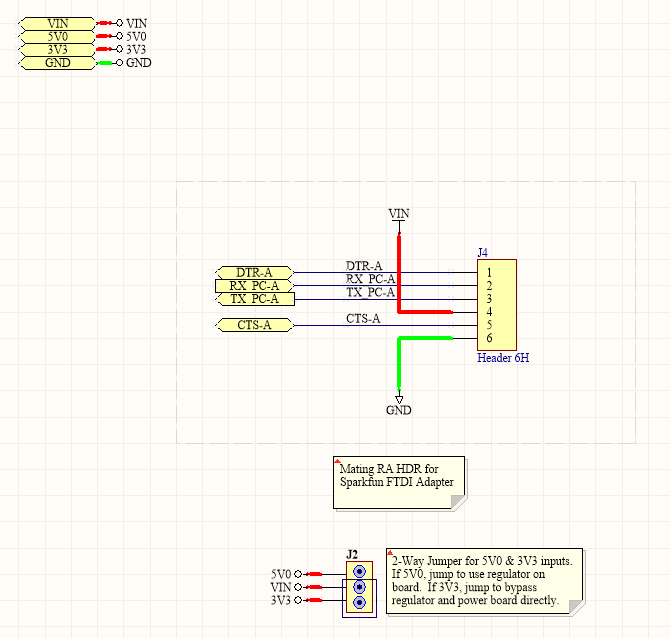 VIN VIN
5V0 5V0
3V3 3V3
GND GND
VIN
J4
DTR-A DTR-A 1
RX_PC-A RX_PC-A 2
TX_PC-A TX_PC-A 3
4
CTS-A CTS-A 5
6
Header 6H
GND
Mating RA HDR for
Sparkfun FTDI Adapter
J2
5V0
VIN
3V3
2-Way Jumper for 5V0 & 3V3 inputs.
If 5V0, jump to use regulator on
board. If 3V3, jump to bypass
regulator and power board directly.